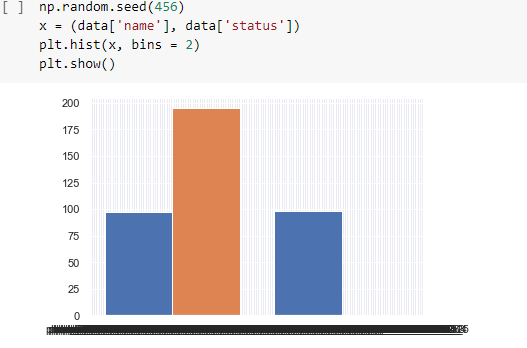 [ ] np.random.seed(456)
x = (data['name'], data['status'])
plt.hist(x, bins = 2)
plt.show()
200
175
150
125
100
75
50
25
0